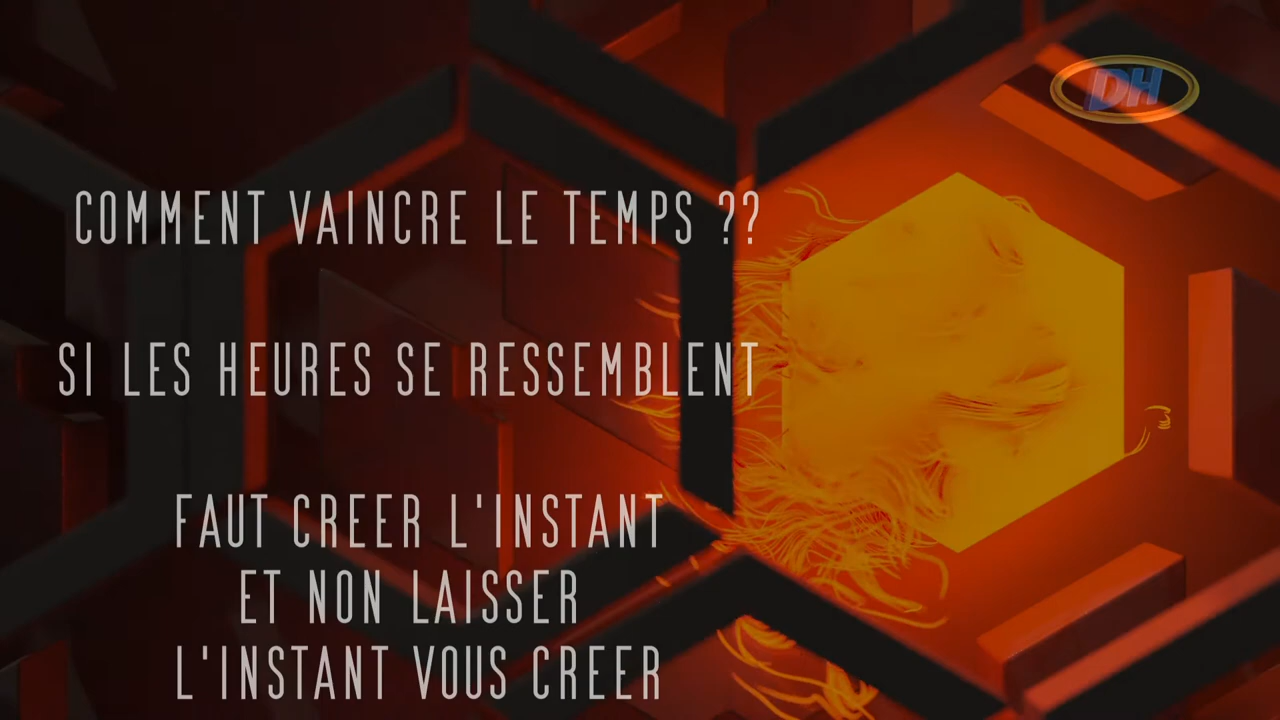 DH
COMMENT VAINCRE LE TEMPS ??
SI LES HEURES SE RESSEMBLENT
FAUT CREER L'INSTANT
ET NON LAISSER
L'INSTANT VOUS CREER